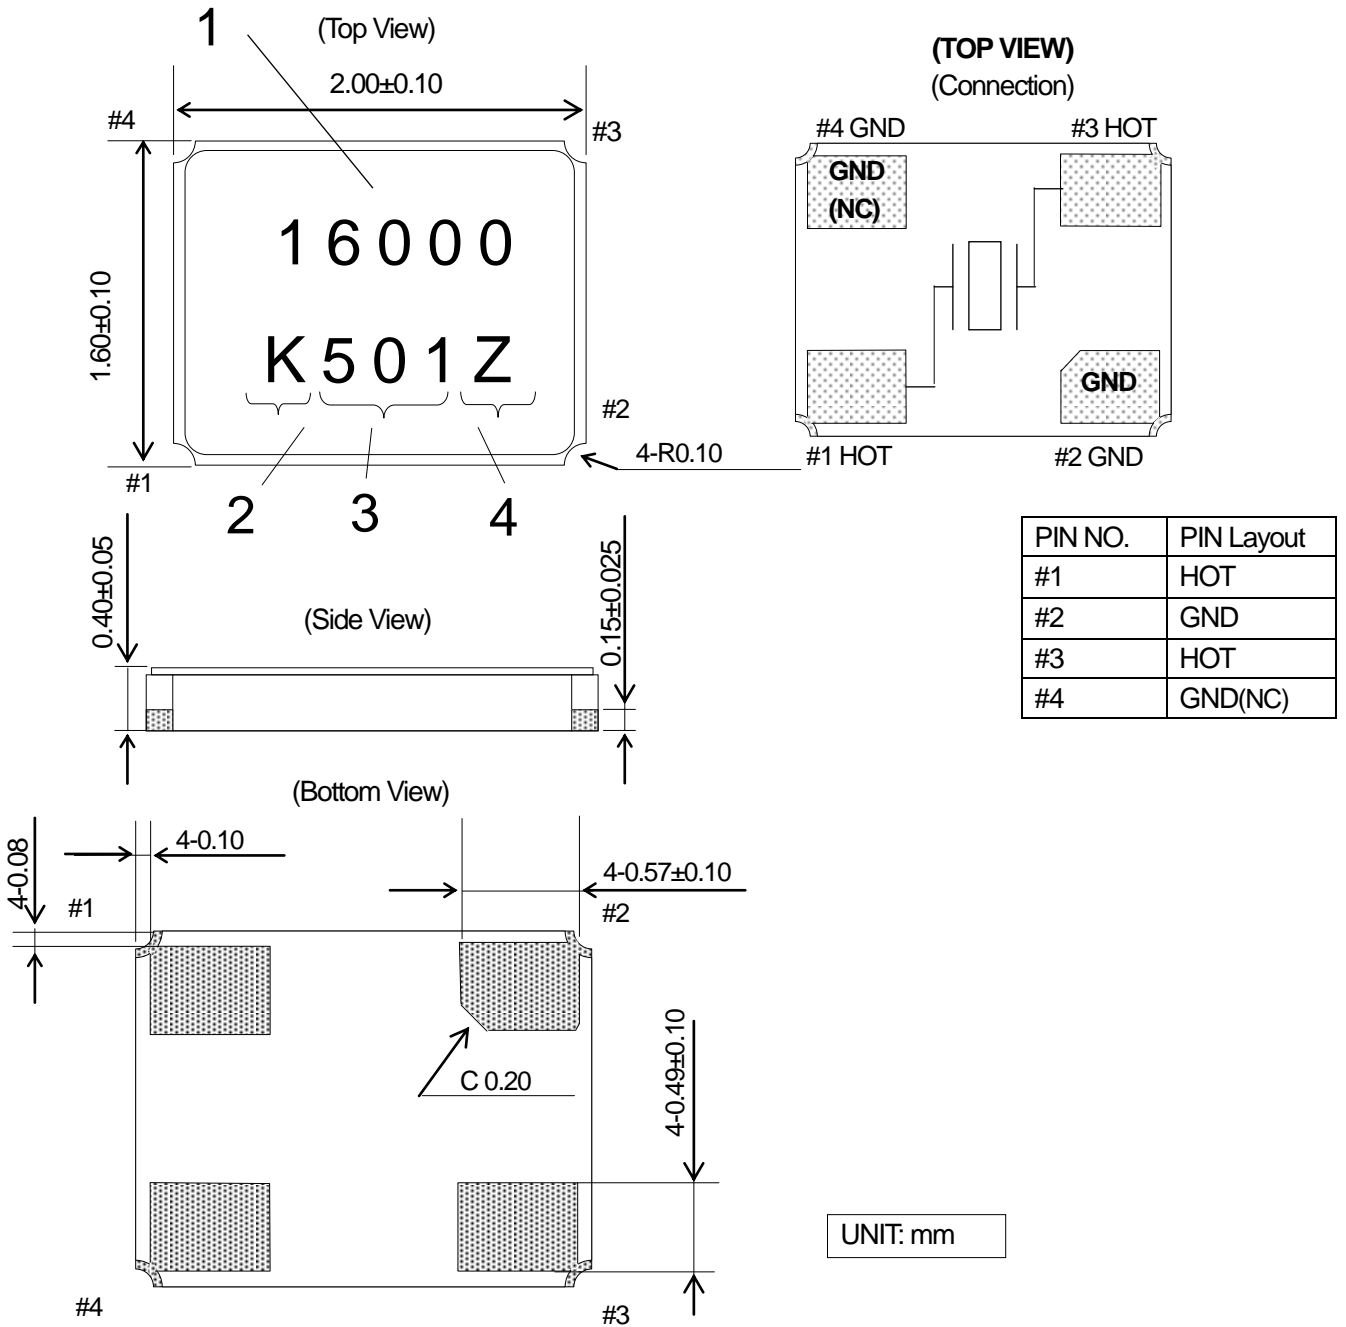 1
(Top View)
2.00±0.10
#4
#3
1.60±0.10
16000
K501Z
#2
#1
4-R0.10
2
3
4
(TOP VIEW)
(Connection)
#4 GND
#3 HOT
GND
(NC)
GND
#1 HOT
#2 GND
PIN NO. PIN Layout
#1 HOT
#2 GND
#3 HOT
#4 GND(NC)
0.40±0.05
(Side View)
0.15±0.025
(Bottom View)
4-0.08
4-0.10
4-0.57±0.10
#1
#2
C 0.20
4-0.49±0.10
#4
#3
UNIT: mm